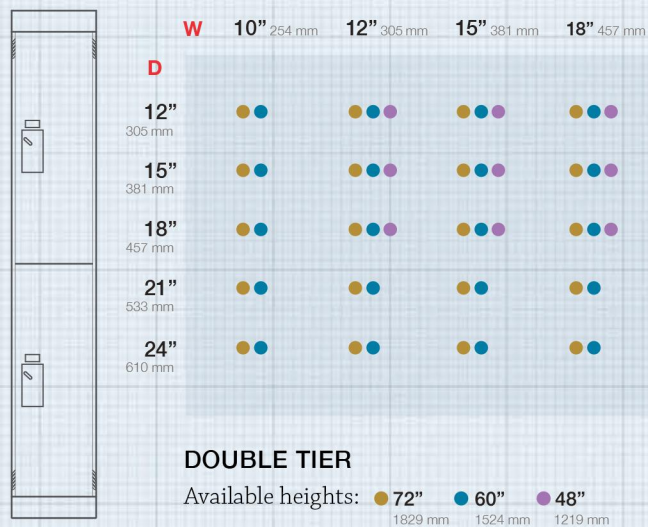 W 10” 254 mm 12” 305 mm 15” 381 mm 18” 457 mm
D
12”
305 mm
15”
381 mm
18”
457 mm
21”
533 mm
24”
610 mm
DOUBLE TIER
Available heights: 72” 60” 48”
1829 mm 1524 mm 1219 mm